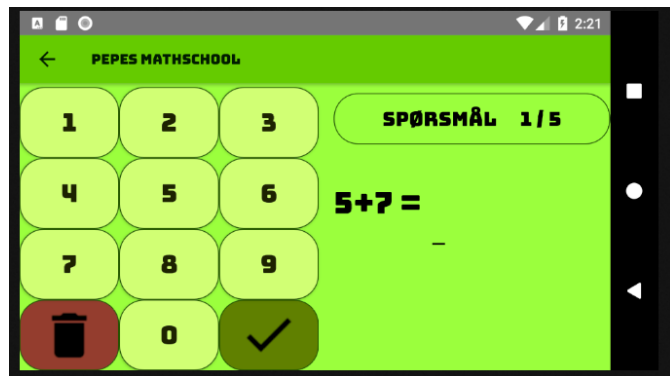 2:21
PEPES MATHSCHOOL
1 2 3
SPØRSMÅL 1/5
4 5 6
5+7 =
7 8 9
0